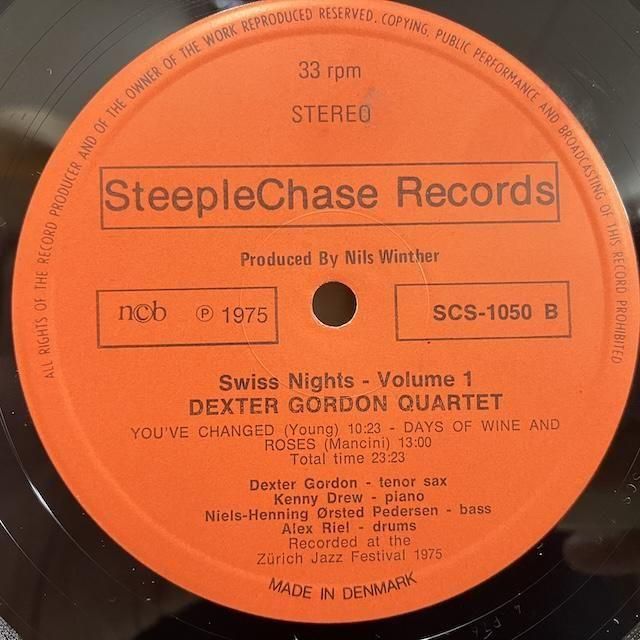 ALL RIGHTS OF THE RECORD PRODUCER AND OF THE OWNER OF THE WORK REPRODUCED RESERVED. COPYING, PUBLIC PERFORMANCE AND BROADCASTING OF THIS RECORD PROHIBITED
33 rpm
STEREO
SteepleChase Records
Produced By Nils Winther
ncb ℗ 1975
SCS-1050 B
Swiss Nights - Volume 1
DEXTER GORDON QUARTET
YOU'VE CHANGED (Young) 10:23 - DAYS OF WINE AND
ROSES (Mancini) 13:00
Total time 23:23
Dexter Gordon - tenor sax
Kenny Drew - piano
Niels-Henning Ørsted Pedersen - bass
Alex Riel - drums
Recorded at the
Zürich Jazz Festival 1975
MADE IN DENMARK